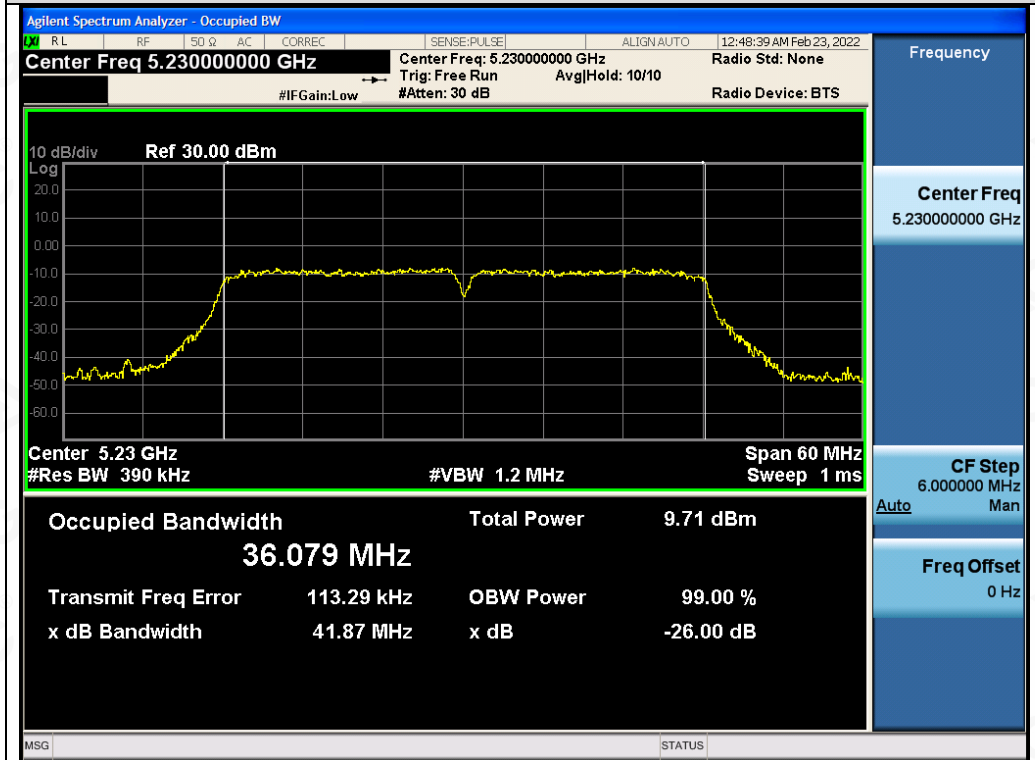 Agilent Spectrum Analyzer - Occupied BW
LXI RL RF 50 Ω AC CORREC SENSE:PULSE ALIGN AUTO 12:48:39 AM Feb 23, 2022
Center Freq 5.230000000 GHz
Center Freq: 5.230000000 GHz
Radio Std: None
Trig: Free Run Avg|Hold: 10/10
#IFGain:Low
#Atten: 30 dB
Radio Device: BTS
10 dB/div Ref 30.00 dBm
Log
20.0
10.0
0.00
-10.0
-20.0
-30.0
-40.0
-50.0
-60.0
Center 5.23 GHz Span 60 MHz
#Res BW 390 kHz #VBW 1.2 MHz Sweep 1 ms
Occupied Bandwidth Total Power 9.71 dBm
36.079 MHz
Transmit Freq Error 113.29 kHz OBW Power 99.00 %
x dB Bandwidth 41.87 MHz x dB -26.00 dB
Frequency
Center Freq
5.230000000 GHz
CF Step
6.000000 MHz
Auto Man
Freq Offset
0 Hz
MSG STATUS